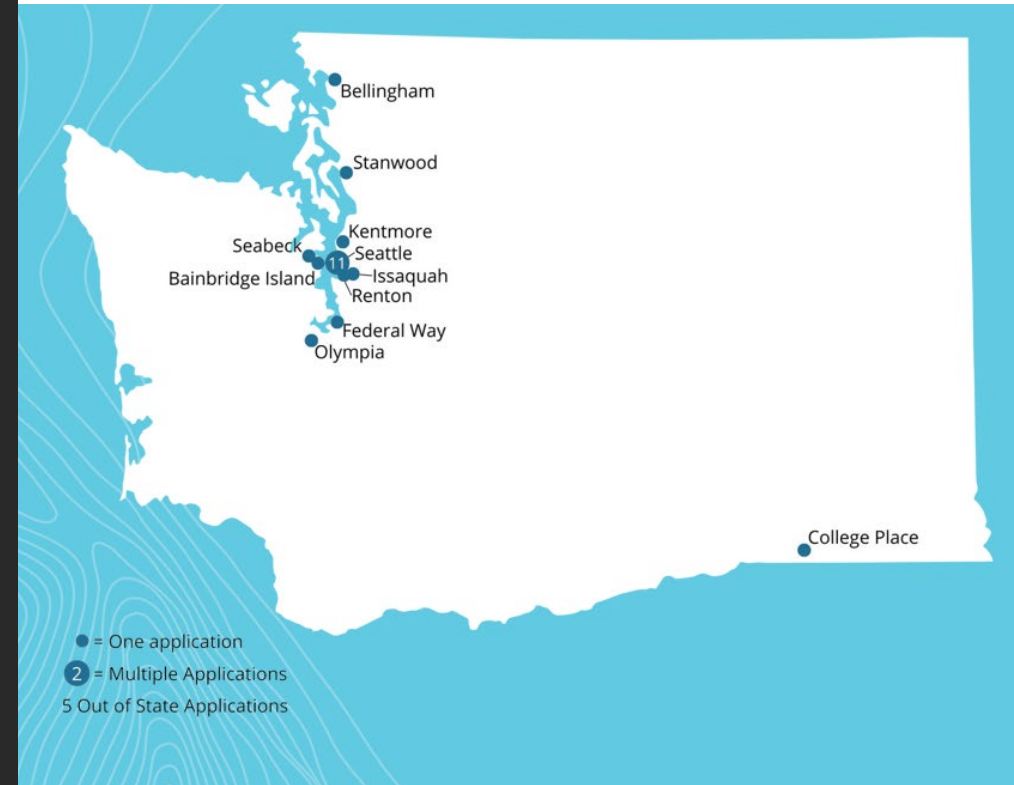 Bellingham
Stanwood
Kentmore
Seabeck
Seattle
11
Bainbridge Island
Issaquah
Renton
Federal Way
Olympia
College Place
= One application
2 = Multiple Applications
5 Out of State Applications